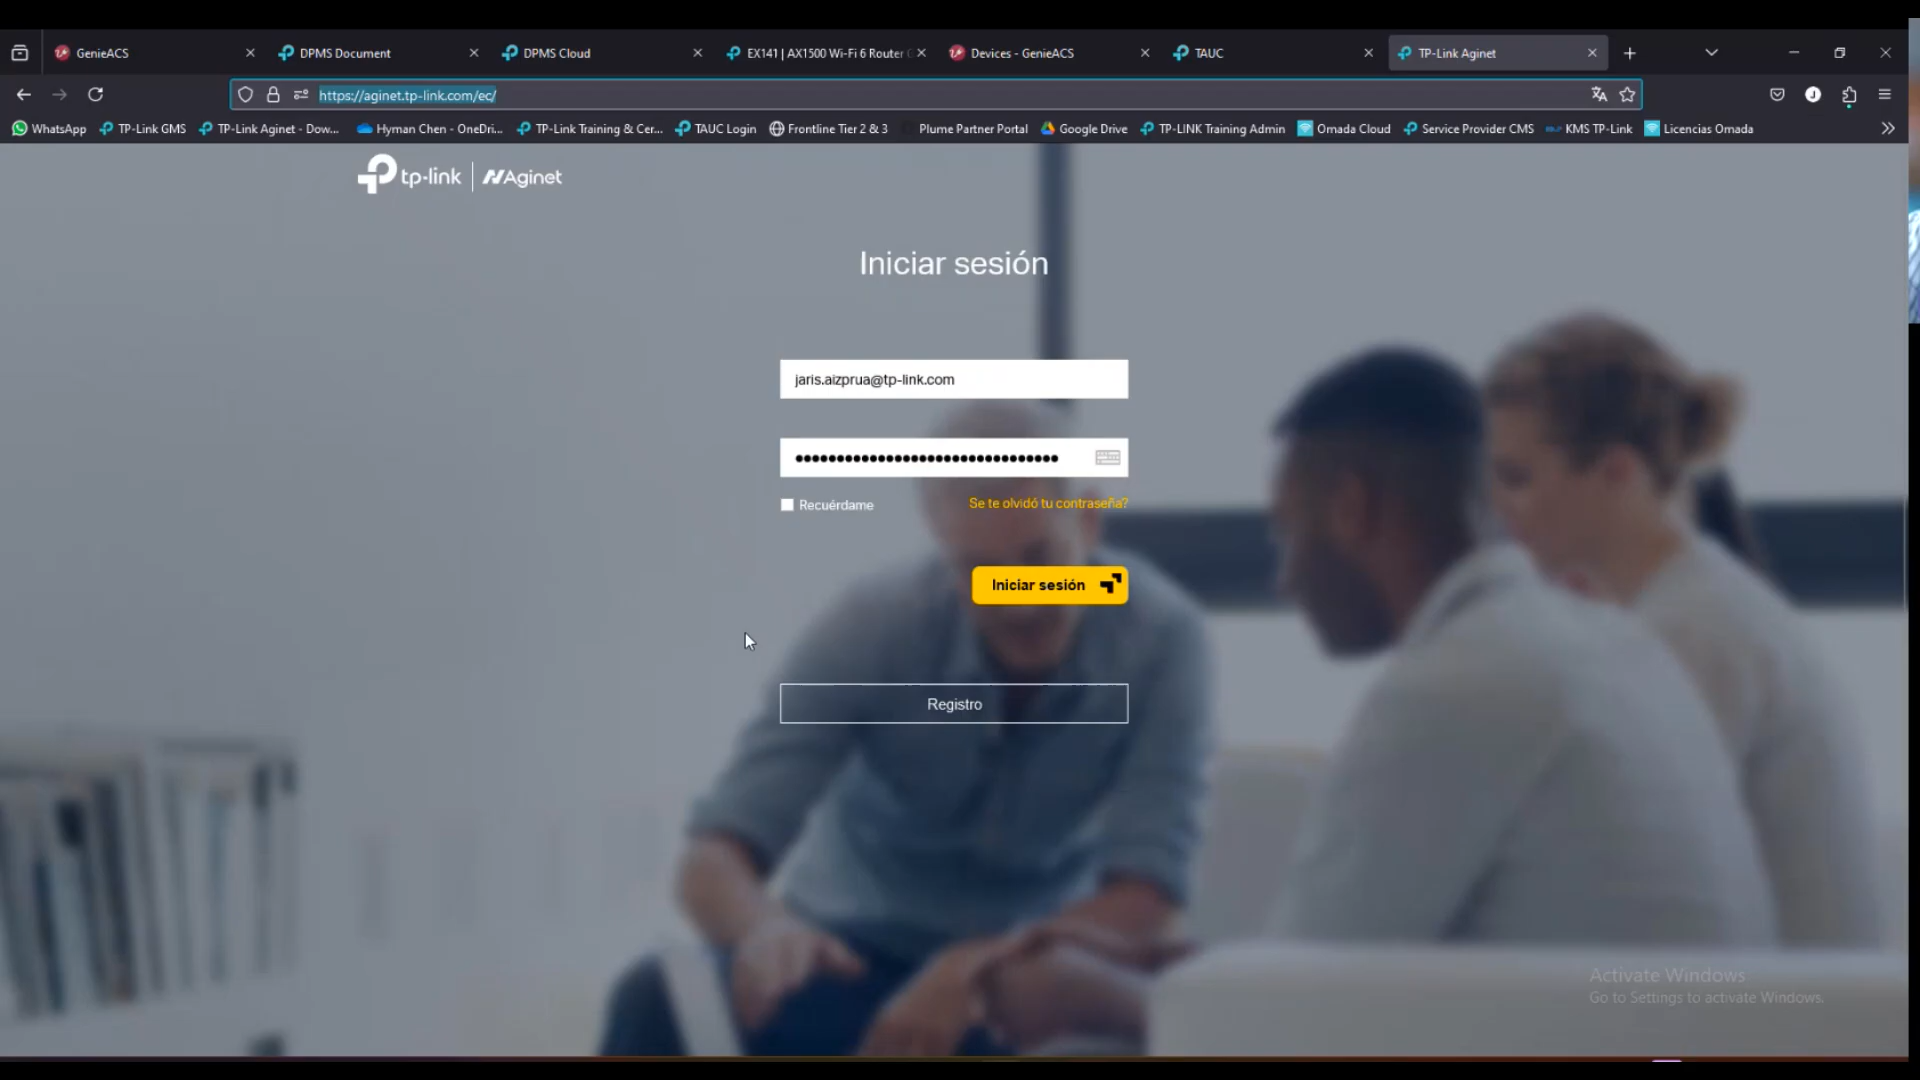 GenieACS
DPMS Document
DPMS Cloud
EX141 | AX1500 Wi-Fi 6 Router
Devices - GenieACS
TAUC
TP-Link Aginet
https://aginet.tp-link.com/ec/
WhatsApp
TP-Link GMS
TP-Link Aginet - Dow...
Hyman Chen - OneDri...
TP-Link Training & Cer...
TAUC Login
Frontline Tier 2 & 3
Plume Partner Portal
Google Drive
TP-LINK Training Admin
Omada Cloud
Service Provider CMS
KMS TP-Link
Licencias Omada
tp-link | Aginet
Iniciar sesión
jaris.aizprua@tp-link.com
Recuérdame
Se te olvidó tu contraseña?
Iniciar sesión
Registro
Activate Windows
Go to Settings to activate Windows.